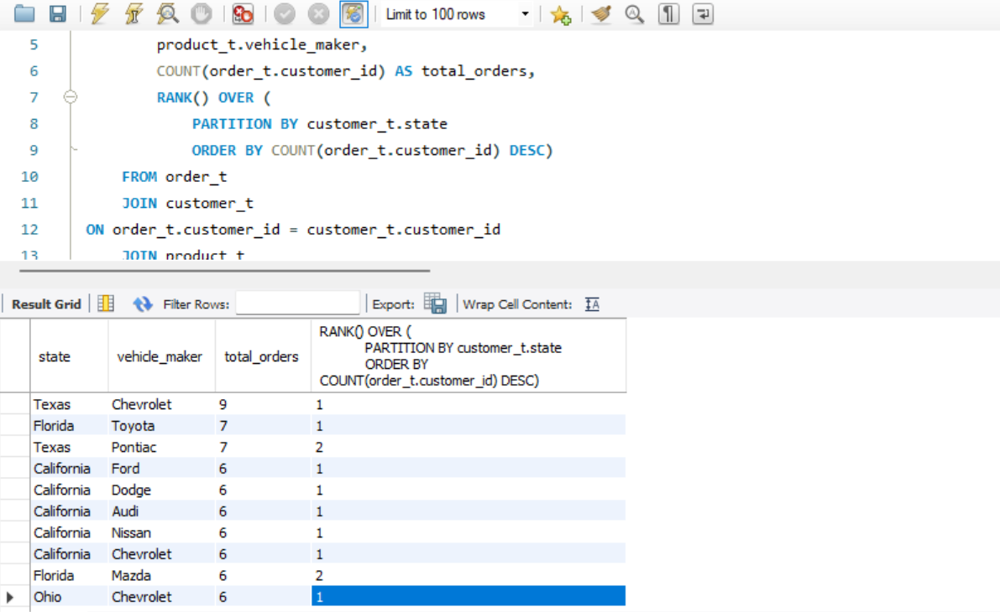 Limit to 100 rows
5 product_t.vehicle_maker,
6 COUNT(order_t.customer_id) AS total_orders,
7 RANK() OVER (
8 PARTITION BY customer_t.state
9 ORDER BY COUNT(order_t.customer_id) DESC)
10 FROM order_t
11 JOIN customer_t
12 ON order_t.customer_id = customer_t.customer_id
13 JOIN product_t
Result Grid Filter Rows: Export: Wrap Cell Content: IA
state vehicle_maker total_orders RANK() OVER (
PARTITION BY customer_t.state
ORDER BY
COUNT(order_t.customer_id) DESC)
Texas Chevrolet 9 1
Florida Toyota 7 1
Texas Pontiac 7 2
California Ford 6 1
California Dodge 6 1
California Audi 6 1
California Nissan 6 1
California Chevrolet 6 1
Florida Mazda 6 2
Ohio Chevrolet 6 1